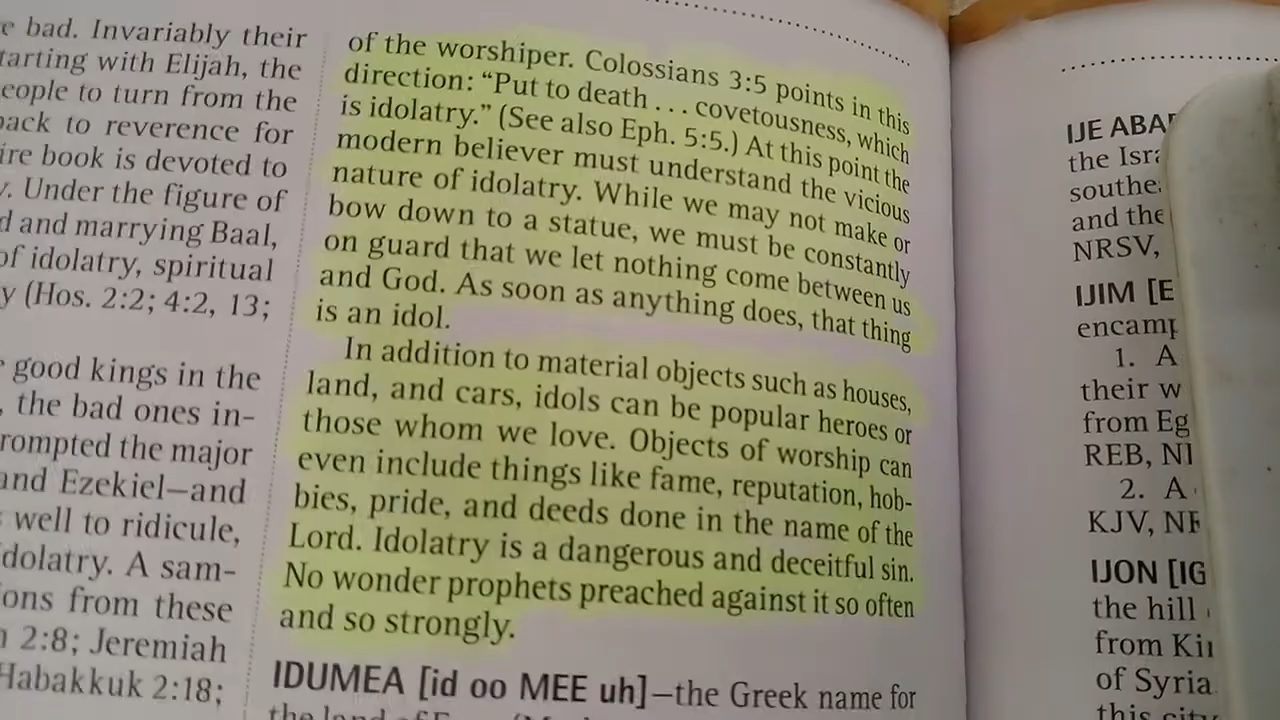 bad. Invariably their
tarting with Elijah, the
eople to turn from the
back to reverence for
ire book is devoted to
Under the figure of
d and marrying Baal,
of idolatry, spiritual
y (Hos. 2:2; 4:2, 13;
good kings in the
, the bad ones in-
rompted the major
and Ezekiel—and
well to ridicule,
dolatry. A sam-
ons from these
2:8; Jeremiah
Habakkuk 2:18;
of the worshiper. Colossians 3:5 points in this
direction: “Put to death . . . covetousness, which
is idolatry.” (See also Eph. 5:5.) At this point the
modern believer must understand the vicious
nature of idolatry. While we may not make or
bow down to a statue, we must be constantly
on guard that we let nothing come between us
and God. As soon as anything does, that thing
is an idol.
In addition to material objects such as houses,
land, and cars, idols can be popular heroes or
those whom we love. Objects of worship can
even include things like fame, reputation, hob-
bies, pride, and deeds done in the name of the
Lord. Idolatry is a dangerous and deceitful sin.
No wonder prophets preached against it so often
and so strongly.
IDUMEA [id oo MEE uh]—the Greek name for
the land of
IJE ABA
the Isra
southe
and the
NRSV,
IJIM [E
encamp
1. A
their w
from Eg
REB, NI
2. A
KJV, NE
IJON [IG
the hill
from Kin
of Syria
this city